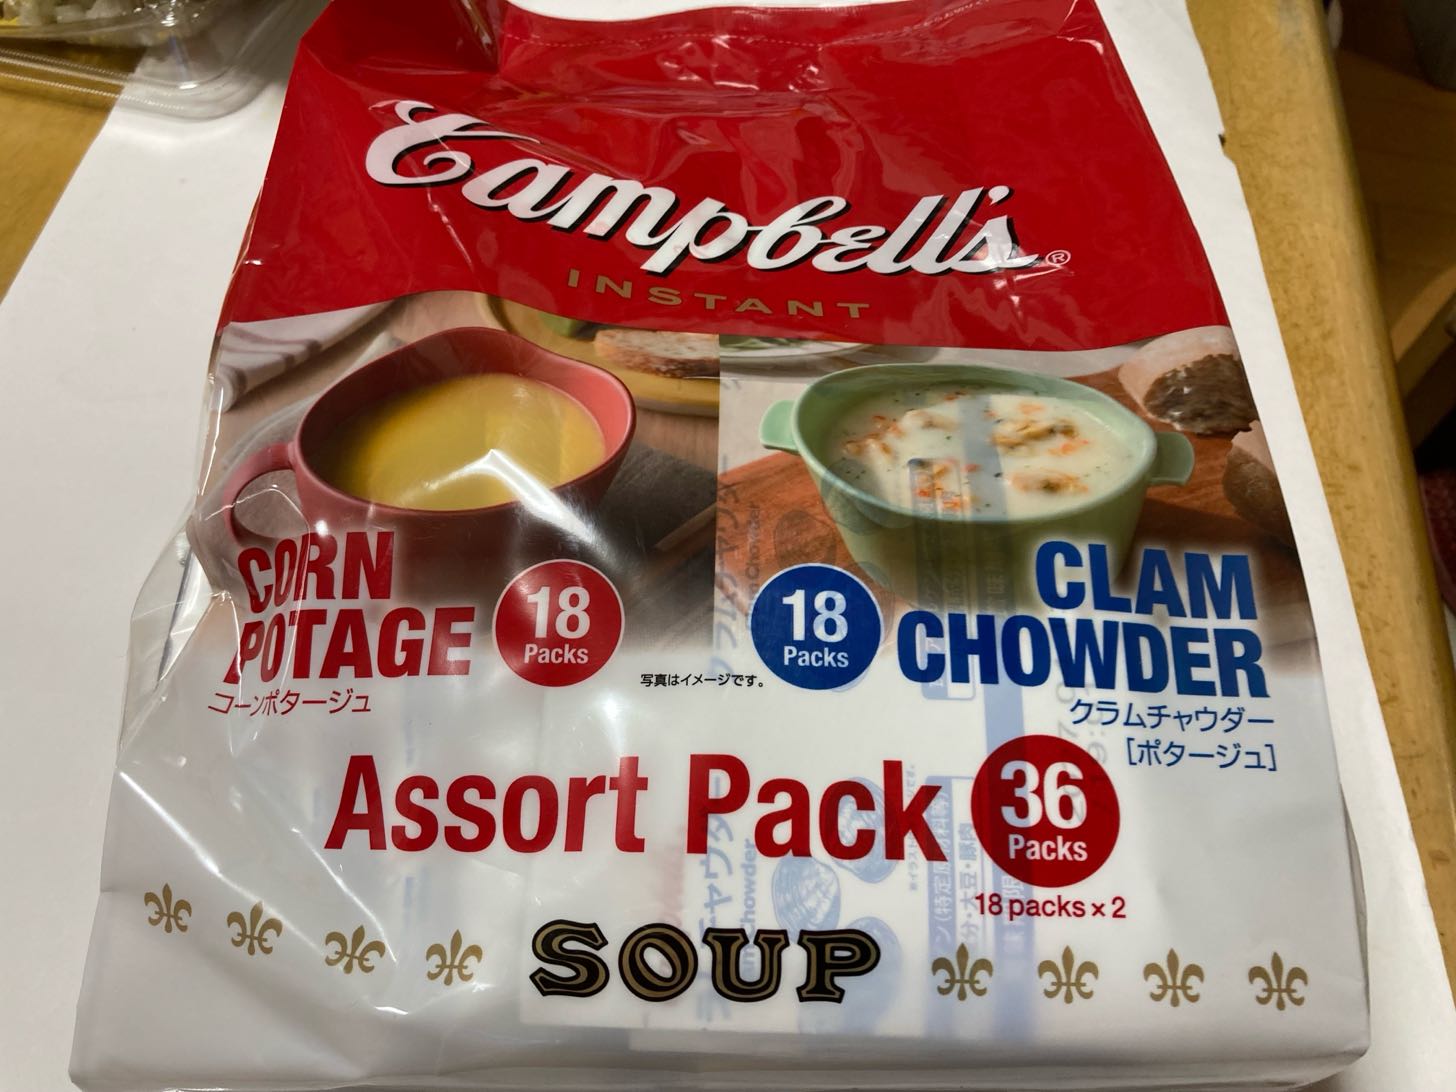 Campbell's®
INSTANT
CORN
POTAGE
コーンポタージュ
18
Packs
写真はイメージです。
18
Packs
CLAM
CHOWDER
クラムチャウダー
[ポタージュ]
Assort Pack
36
Packs
18 packs×2
SOUP